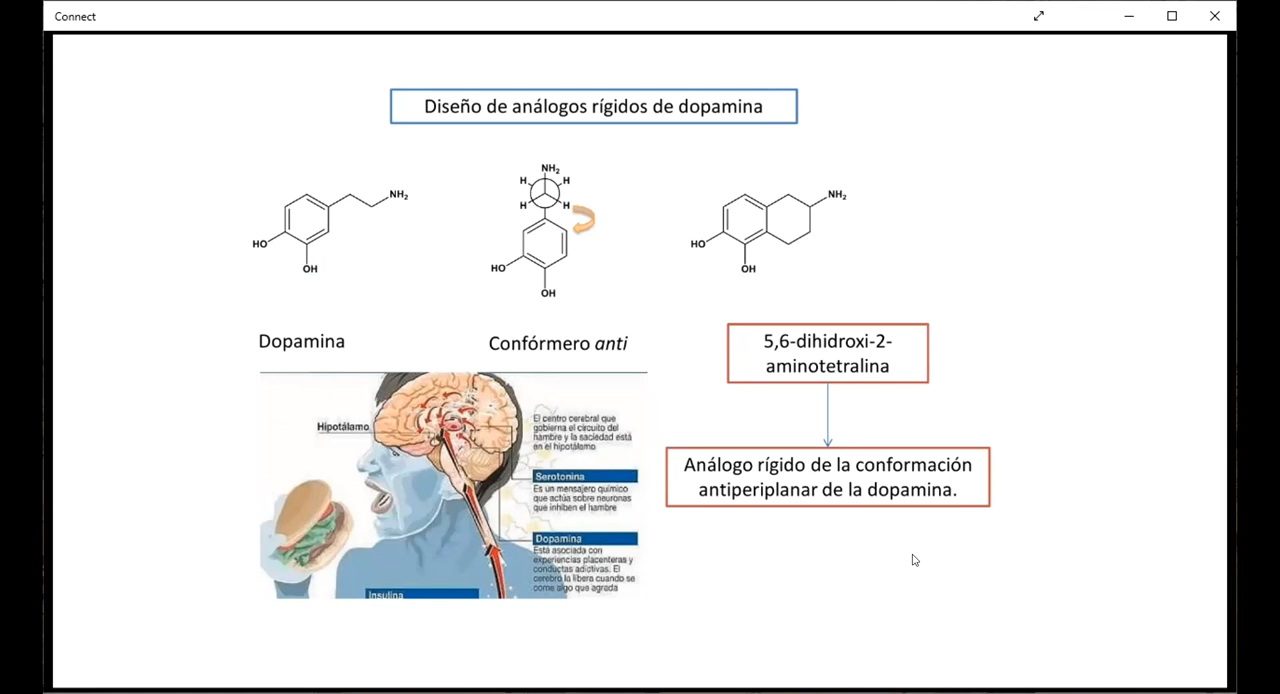 Connect
Diseño de análogos rígidos de dopamina
NH2
HO
OH
NH2
H H
H H
HO
OH
NH2
HO
OH
Dopamina
Confórmero anti
5,6-dihidroxi-2-
aminotetralina
Análogo rígido de la conformación
antiperiplanar de la dopamina.
Hipotálamo
El centro cerebral que
gobierna el circuito del
hambre y la saciedad está
en el hipotálamo
Serotonina
Es un mensajero químico
que actúa sobre neuronas
que inhiben el hambre
Dopamina
Está asociada con
experiencias placenteras y
conductas adictivas. El
cerebro la libera cuando se
come algo que agrada
Insulina